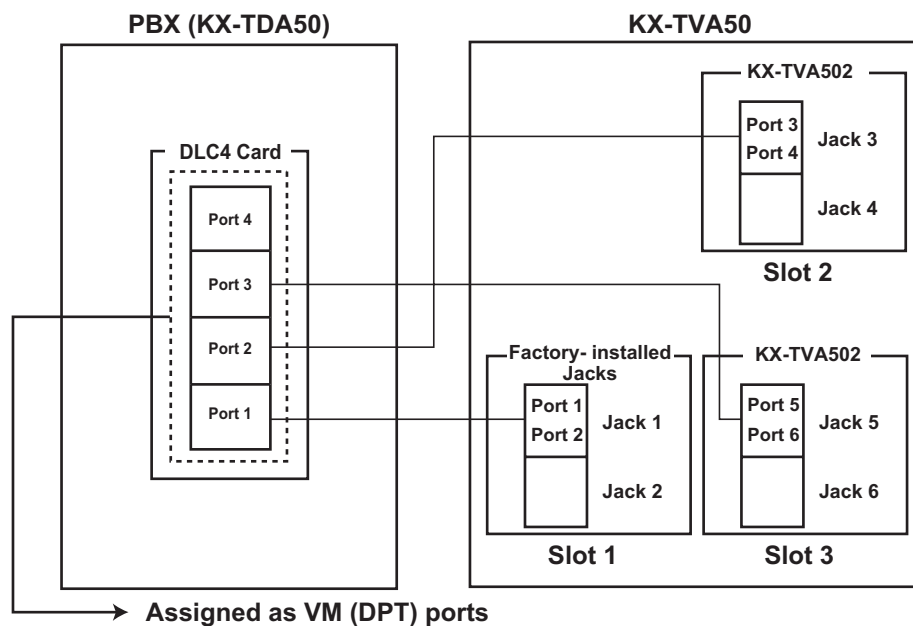 PBX (KX-TDA50)
KX-TVA50
DLC4 Card
Port 4
Port 3
Port 2
Port 1
KX-TVA502
Port 3
Port 4
Jack 3
Jack 4
Slot 2
Factory- installed
Jacks
Port 1
Port 2
Jack 1
Jack 2
Slot 1
KX-TVA502
Port 5
Port 6
Jack 5
Jack 6
Slot 3
Assigned as VM (DPT) ports